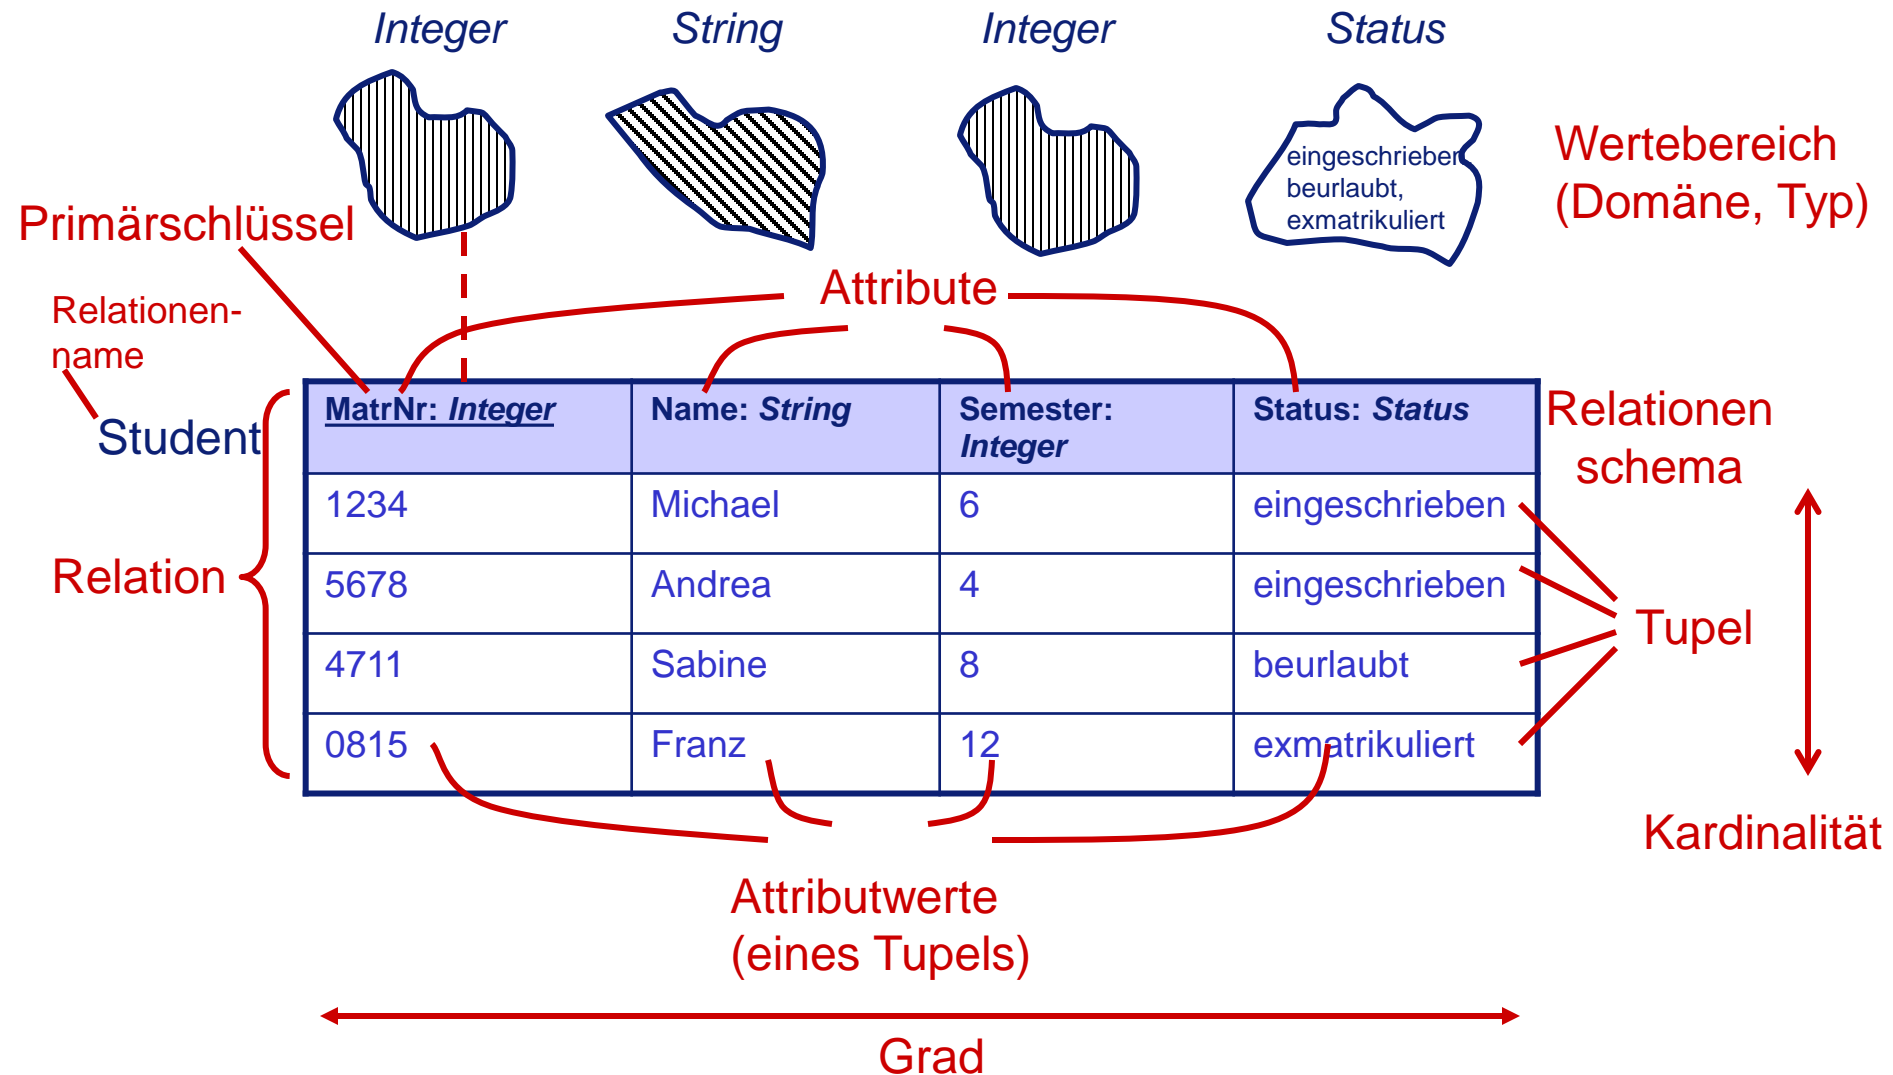 Integer
String
Integer
Status
eingeschrieben
beurlaubt,
exmatrikuliert
Wertebereich
(Domäne, Typ)
Primärschlüssel
Relationen-
name
Attribute
Student
MatrNr: Integer
Name: String
Semester:
Integer
Status: Status
Relationen
schema
1234
Michael
6
eingeschrieben
Relation
5678
Andrea
4
eingeschrieben
Tupel
4711
Sabine
8
beurlaubt
0815
Franz
12
exmatrikuliert
Kardinalität
Attributwerte
(eines Tupels)
Grad